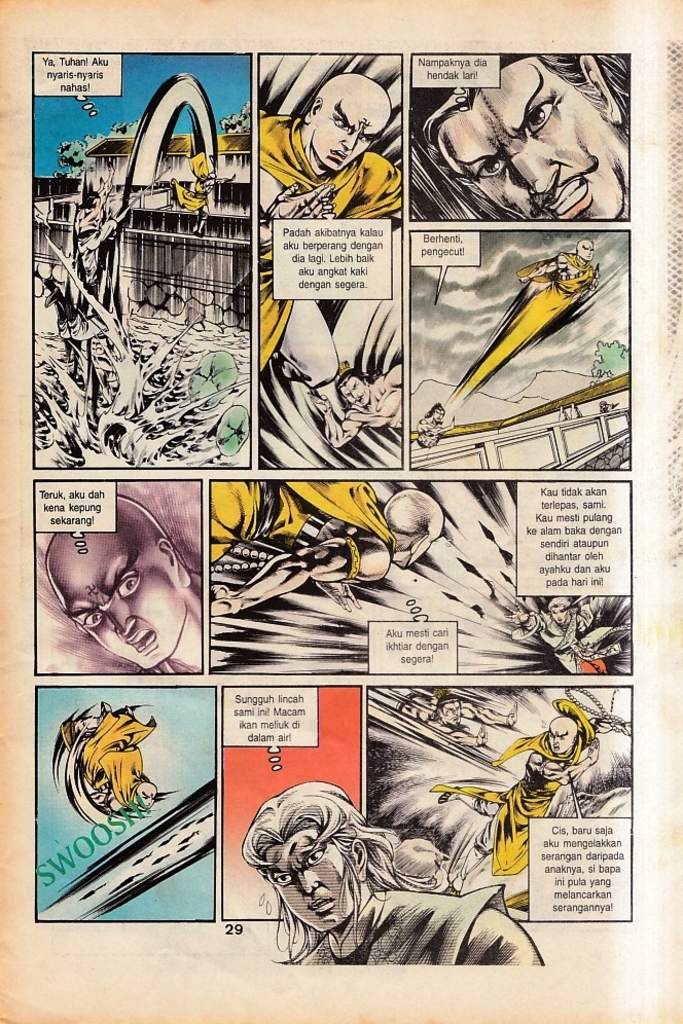 Ya, Tuhan! Aku
nyaris-nyaris
nahas!
Padah akibatnya kalau
aku berperang dengan
dia lagi. Lebih baik
aku angkat kaki
dengan segera.
Nampaknya dia
hendak lari!
Berhenti,
pengecut!
Teruk, aku dah
kena kepung
sekarang!
Kau tidak akan
terlepas, sami.
Kau mesti pulang
ke alam baka dengan
sendiri ataupun
dihantar oleh
ayahku dan aku
pada hari ini!
Aku mesti cari
ikhtiar dengan
segera!
SWOOSH!
Sungguh lincah
sami ini! Macam
ikan meliuk di
dalam air!
Cis, baru saja
aku mengelakkan
serangan daripada
anaknya, si bapa
ini pula yang
melancarkan
serangannya!
29